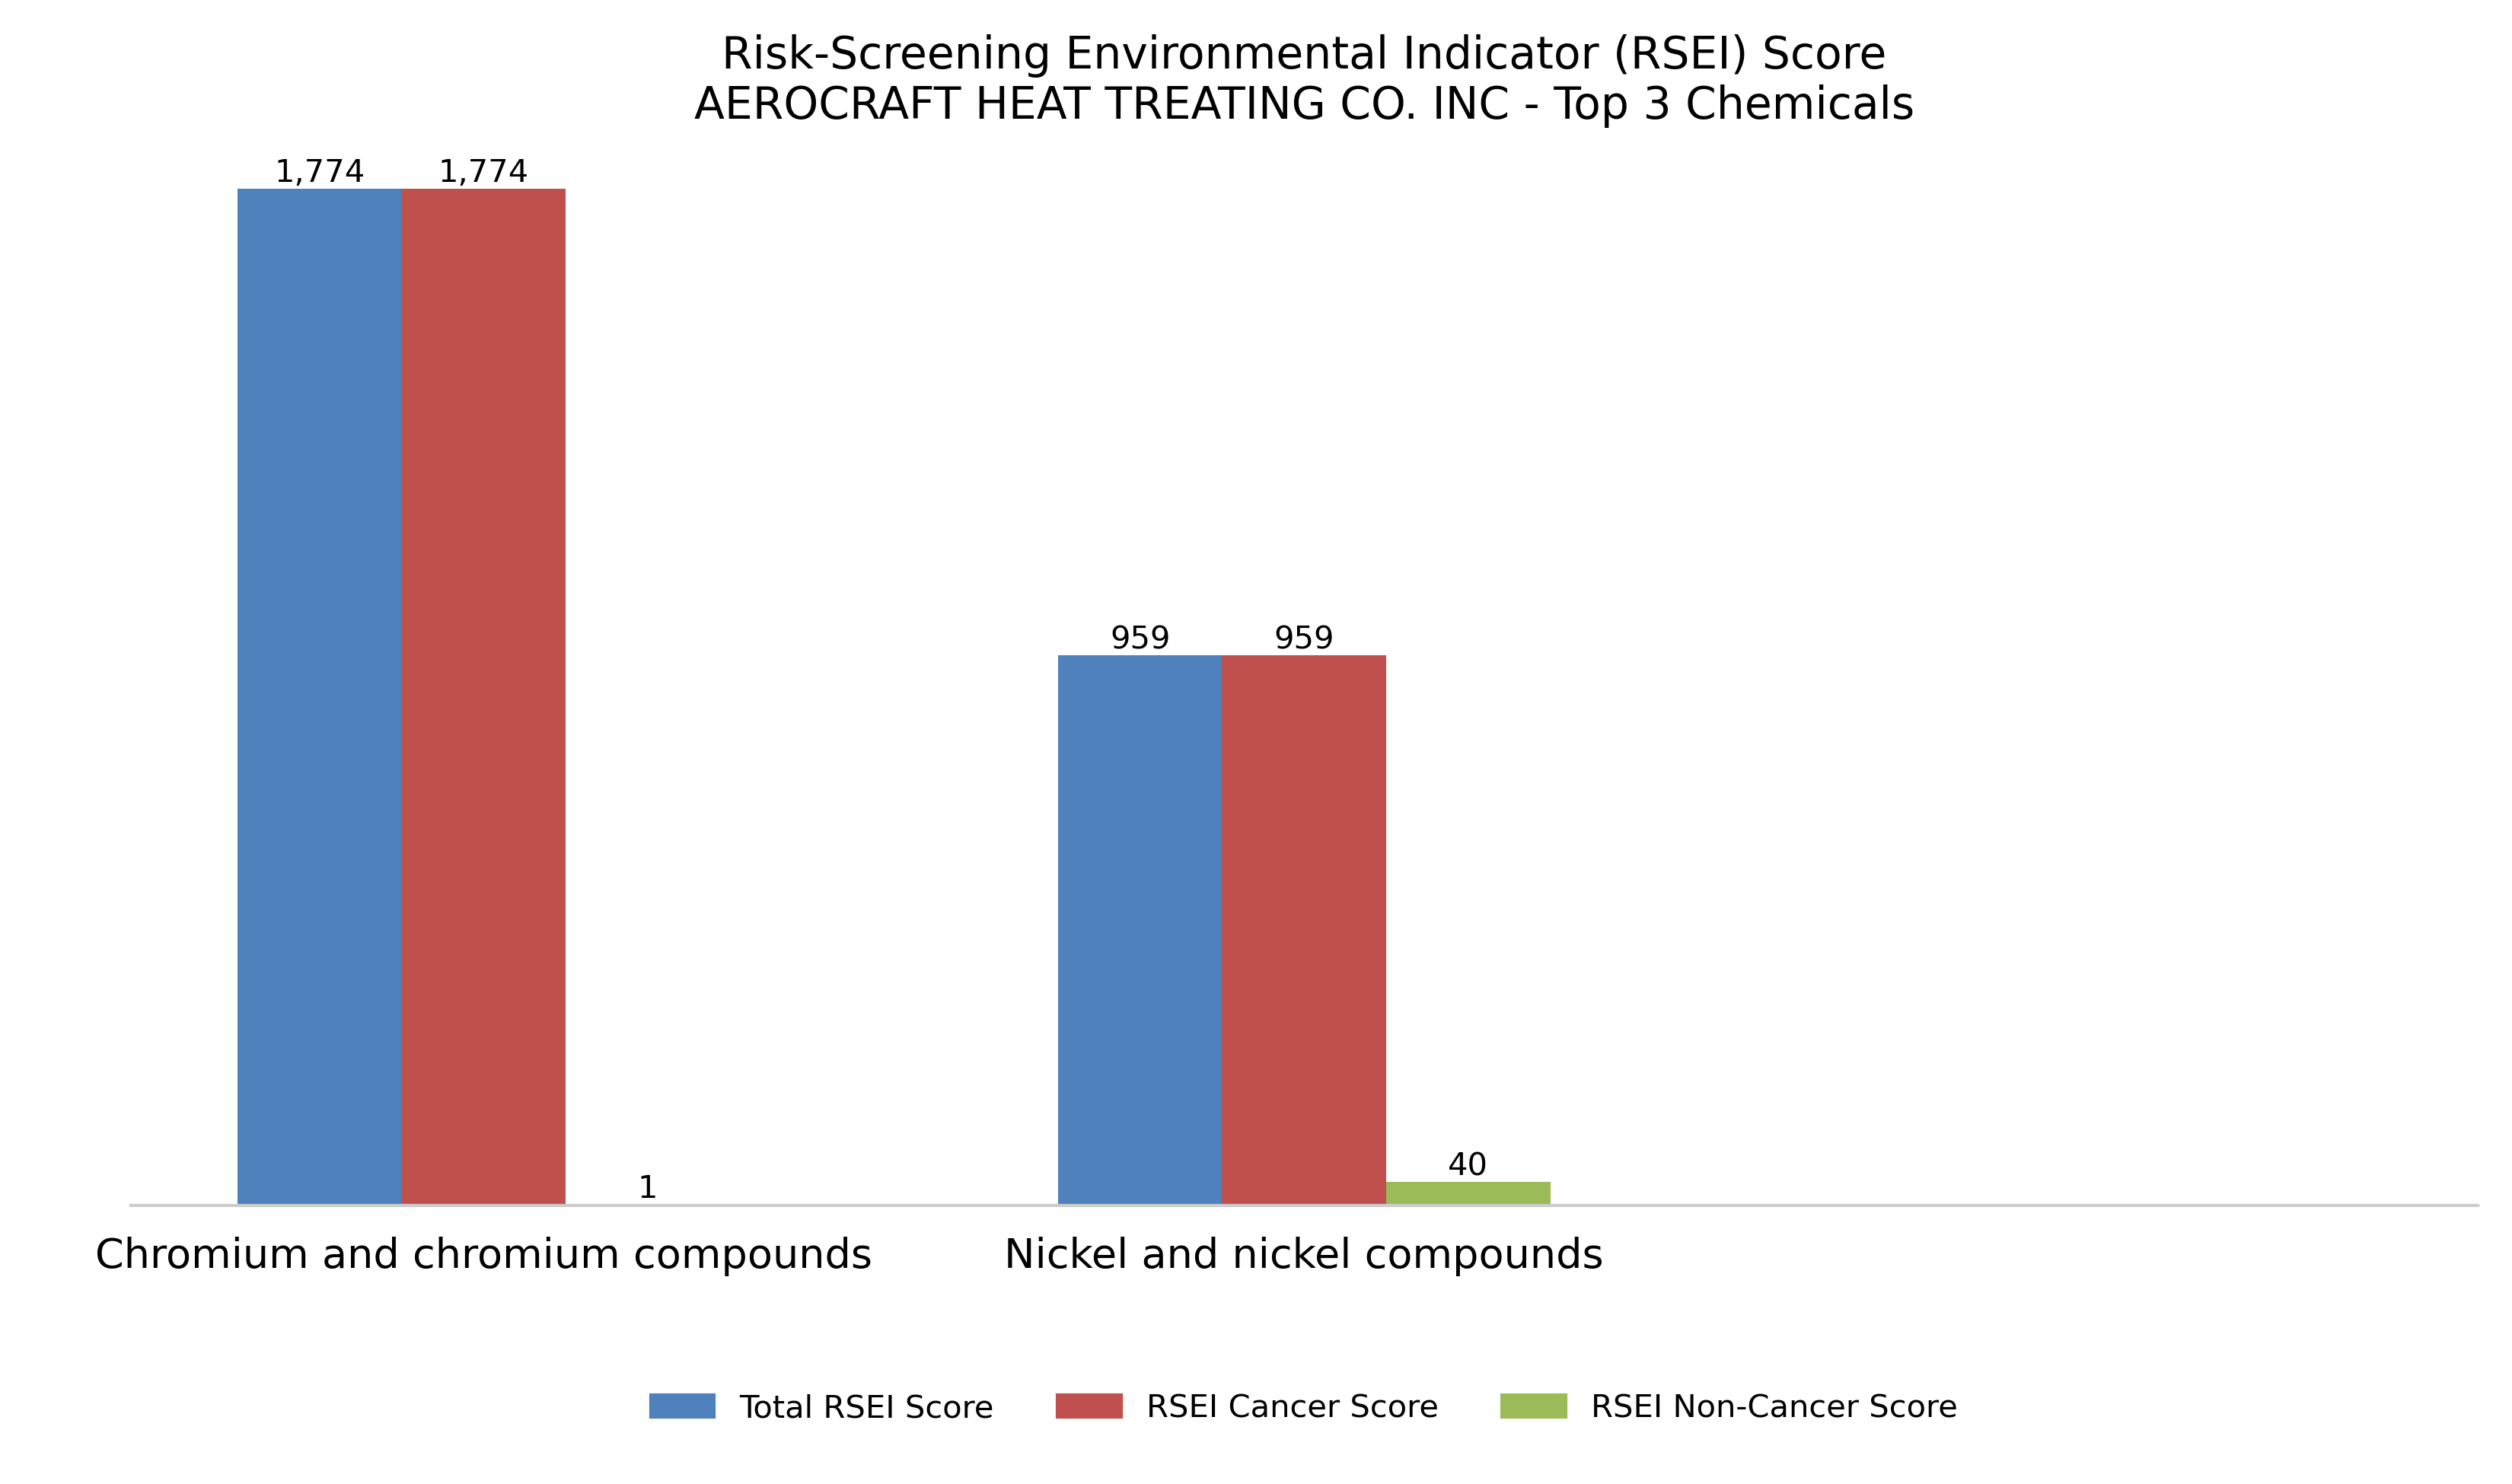 Risk-Screening Environmental Indicator (RSEI) Score
AEROCRAFT HEAT TREATING CO. INC - Top 3 Chemicals
1,774
1,774
1
959
959
40
Chromium and chromium compounds
Nickel and nickel compounds
Total RSEI Score
RSEI Cancer Score
RSEI Non-Cancer Score